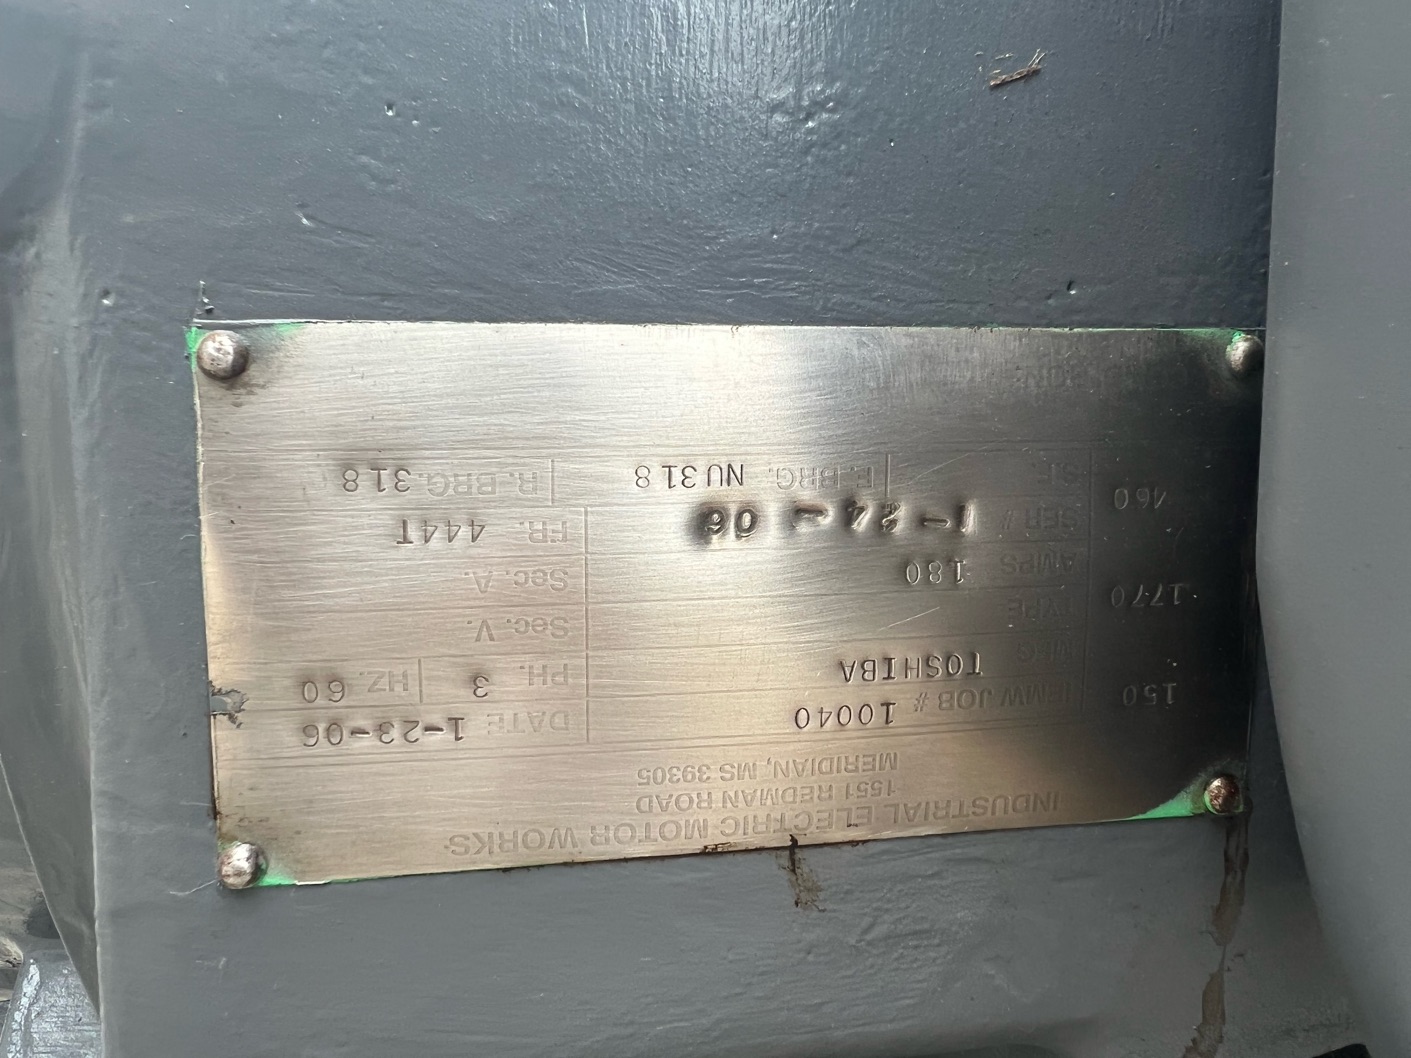 INDUSTRIAL ELECTRIC MOTOR WORKS
1551 REDMAN ROAD
MERIDIAN, MS 39305
150 IEMW JOB # 10040 DATE 1-23-06
MFG TOSHIBA PH. 3 HZ. 60
1770 TYPE Sec. V.
AMPS 180 Sec. A.
SER # 1-24-06 FR. 444T
460 S.F. E. BRG. NU318 R. BRG. 318